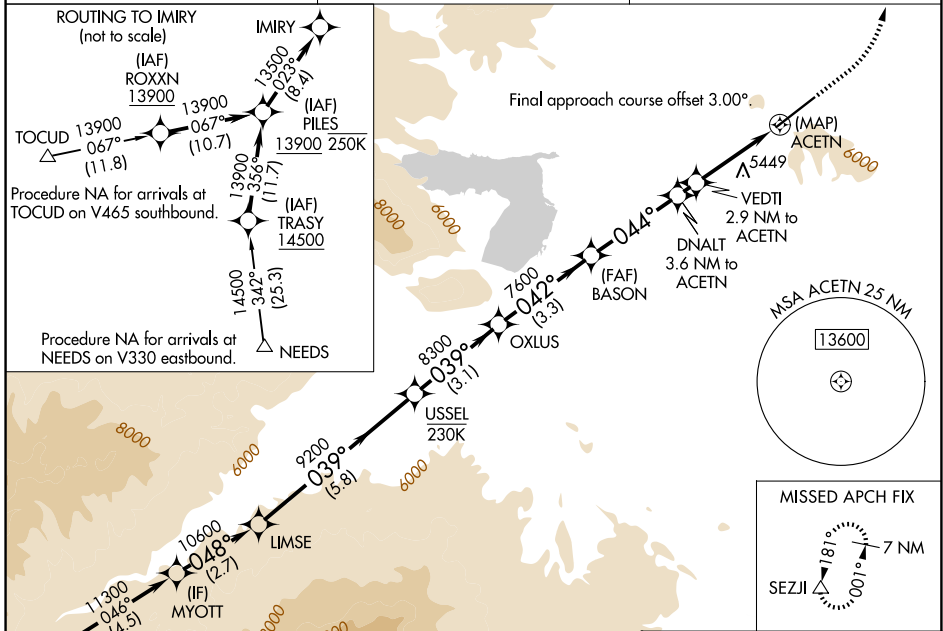 ROUTING TO IMIRY
(not to scale)
IMIRY
(IAF)
ROXXN
13900
13500
023°
(8.4)
(IAF)
PILES
13900
250K
TOCUD
13900
067°
(11.8)
13900
067°
(10.7)
Procedure NA for arrivals at
TOCUD on V465 southbound.
13900
356°
(11.7)
(IAF)
TRASY
14500
14500
342°
(25.3)
Procedure NA for arrivals at
NEEDS on V330 eastbound.
NEEDS
Final approach course offset 3.00°.
(MAP)
ACETN
6000
5449
VEDTI
2.9 NM to
ACETN
DNALT
3.6 NM to
ACETN
8000
6000
044°
(FAF)
BASON
7600
042°
(3.3)
OXLUS
8300
039°
(3.1)
USSEL
230K
MSA ACETN 25 NM
13600
8000
6000
9200
039°
(5.8)
6000
LIMSE
10600
048°
(2.7)
(IF)
MYOTT
11300
046°
(4.5)
8000
MISSED APCH FIX
181°
7 NM
SEZJI
001°